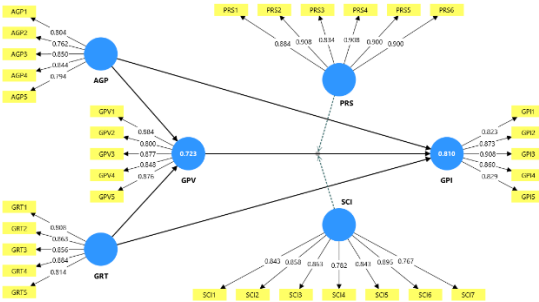 AGP1
AGP2
AGP3
AGP4
AGP5
0.804
0.762
0.850
0.844
0.794
AGP
PRS1
PRS2
PRS3
PRS4
PRS5
PRS6
0.884
0.908
0.884
0.908
0.900
0.900
PRS
GPV1
GPV2
GPV3
GPV4
GPV5
0.884
0.800
0.877
0.848
0.876
0.723
GPV
GPI1
GPI2
GPI3
GPI4
GPI5
0.823
0.873
0.908
0.860
0.829
0.810
GPI
GRT1
GRT2
GRT3
GRT4
GRT5
0.808
0.863
0.856
0.884
0.814
GRT
SCI
0.843
0.858
0.863
0.782
0.843
0.895
0.767
SCI1
SCI2
SCI3
SCI4
SCI5
SCI6
SCI7